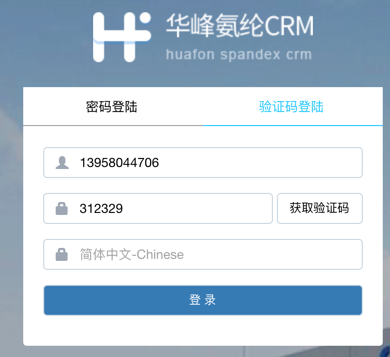 华峰氨纶CRM
huafon spandex crm
密码登陆 验证码登陆
13958044706
312329 获取验证码
简体中文-Chinese
登 录